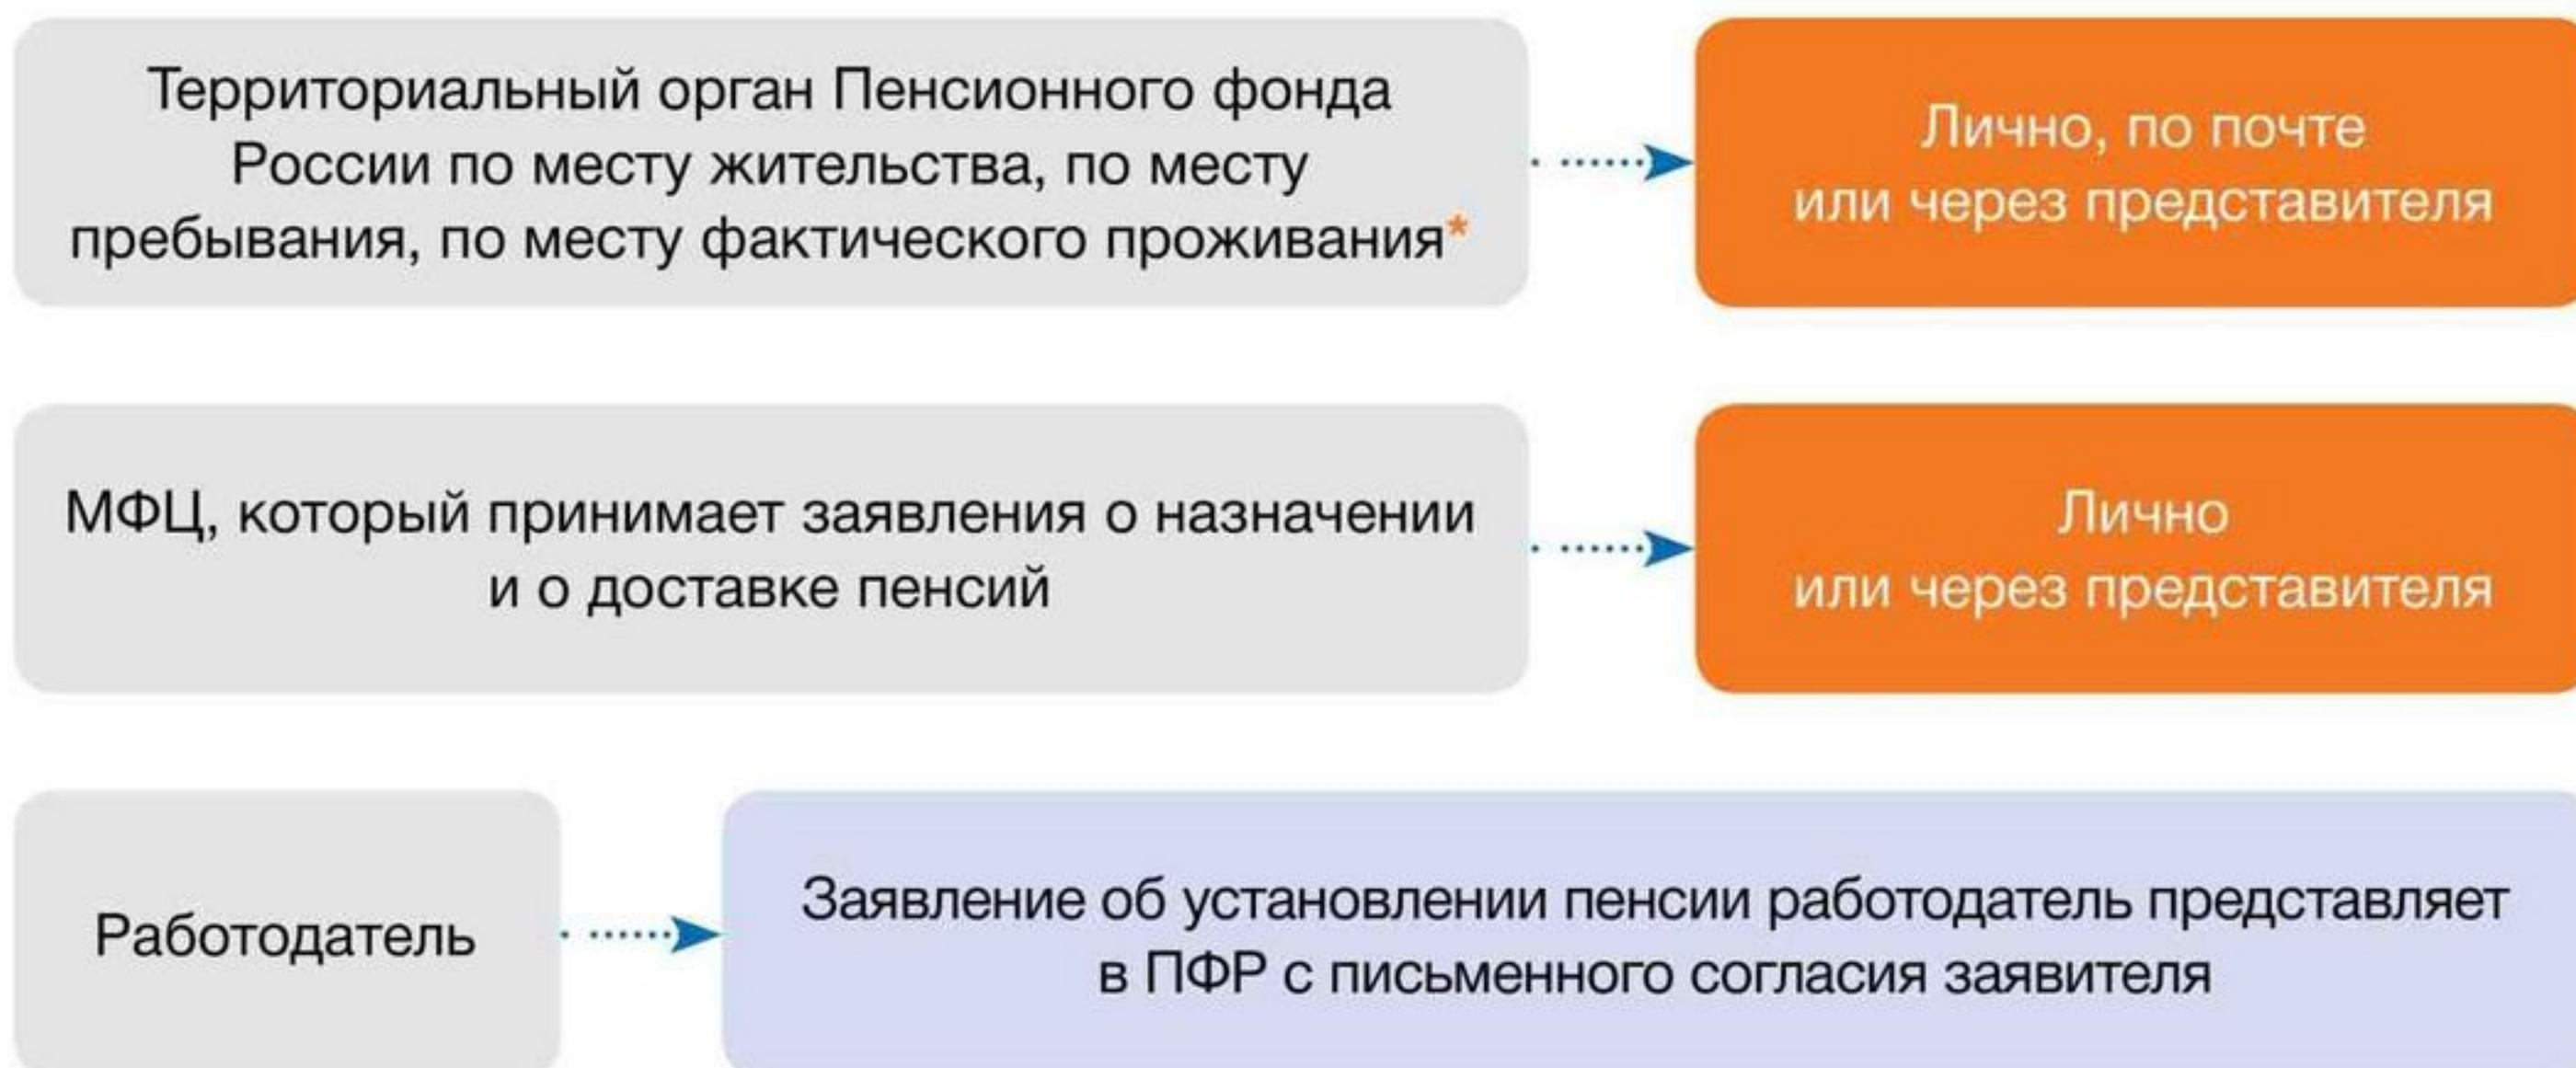 Территориальный орган Пенсионного фонда
России по месту жительства, по месту
пребывания, по месту фактического проживания*
Лично, по почте
или через представителя
МФЦ, который принимает заявления о назначении
и о доставке пенсий
Лично
или через представителя
Работодатель
Заявление об установлении пенсии работодатель представляет
в ПФР с письменного согласия заявителя